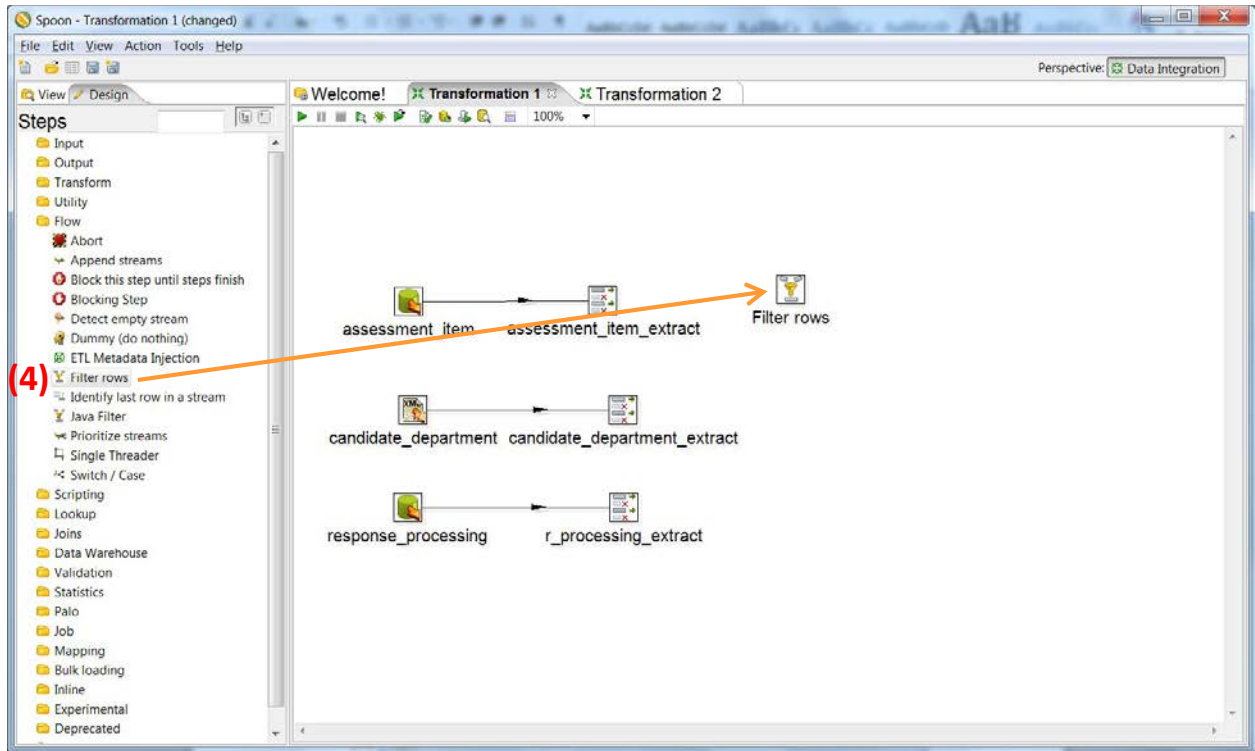 Spoon - Transformation 1 (changed)
File Edit View Action Tools Help
Perspective: Data Integration
View Design
Welcome! Transformation 1 Transformation 2
Steps
100%
Input
Output
Transform
Utility
Flow
Abort
Append streams
Block this step until steps finish
Blocking Step
Detect empty stream
Dummy (do nothing)
ETL Metadata Injection
(4) Filter rows
Identify last row in a stream
Java Filter
Prioritize streams
Single Threader
Switch / Case
Scripting
Lookup
Joins
Data Warehouse
Validation
Statistics
Palo
Job
Mapping
Bulk loading
Inline
Experimental
Deprecated
assessment_item assessment_item_extract Filter rows
candidate_department candidate_department_extract
response_processing r_processing_extract